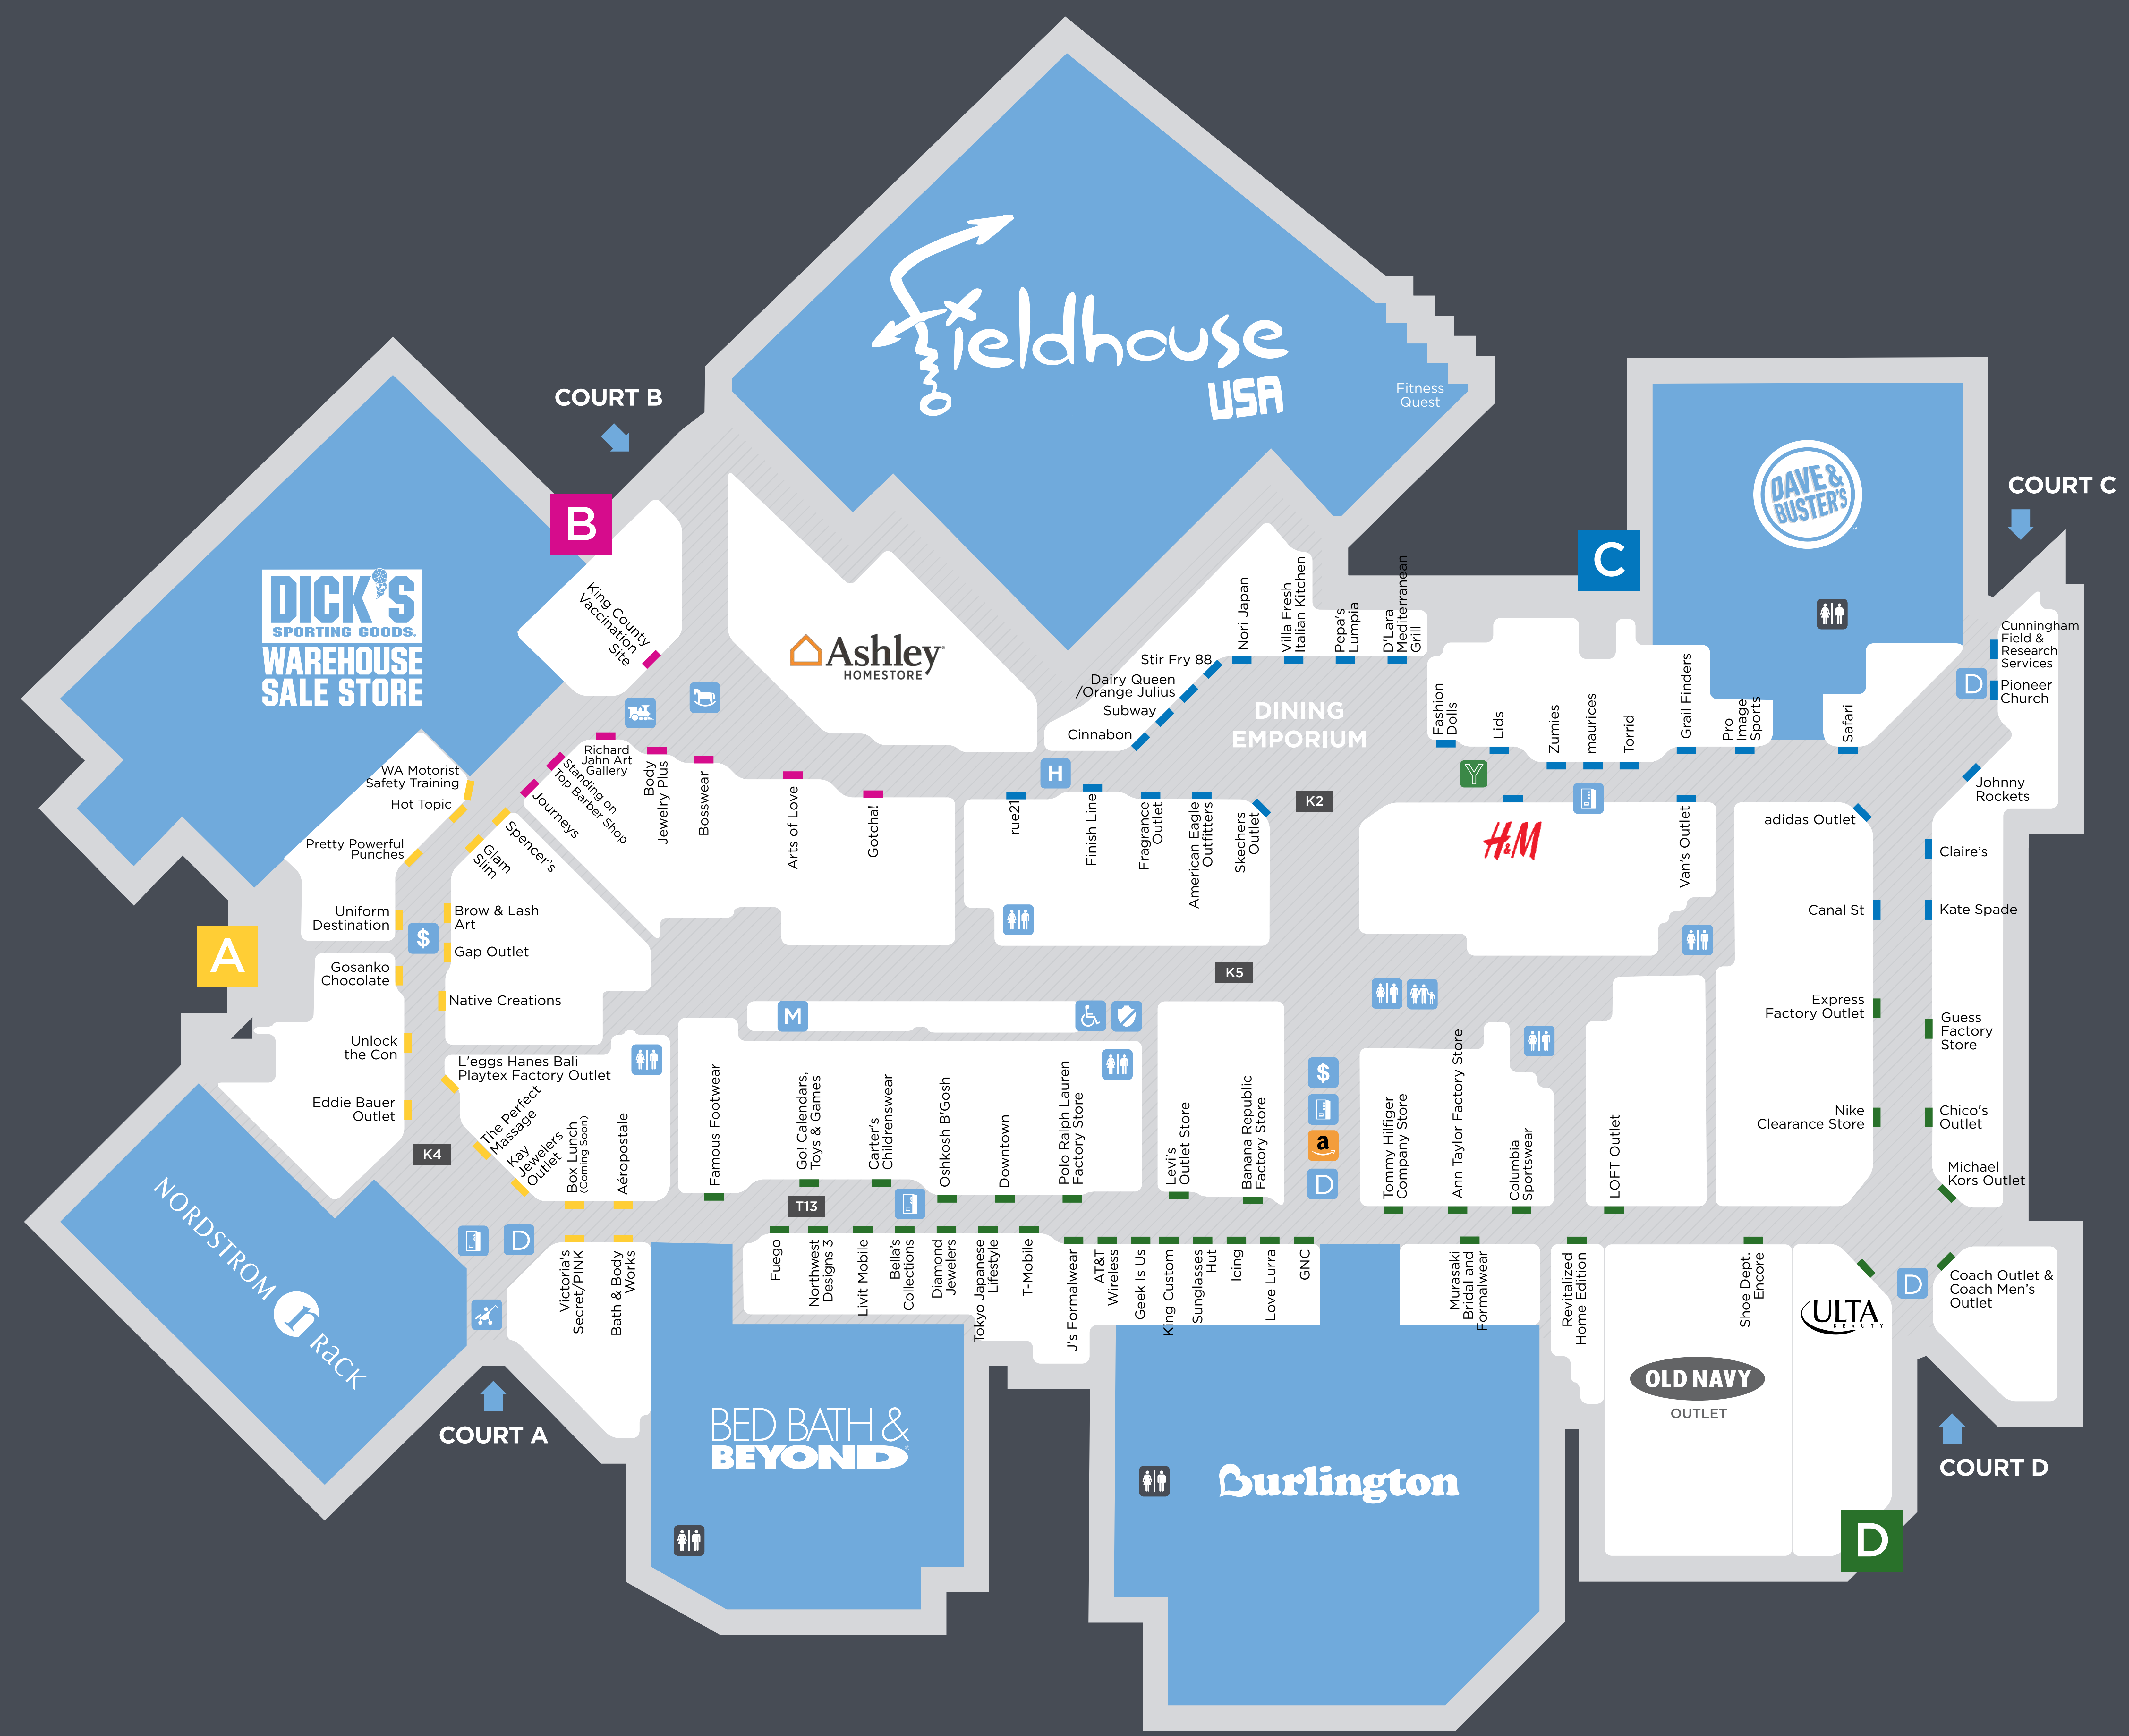 COURT B
B
Fieldhouse
USA
Fitness
Quest
COURT C
C
DAVE &
BUSTER'S
DICK'S
SPORTING GOODS.
WAREHOUSE
SALE STORE
King County
Vaccination
Site
Ashley
HOMESTORE
Nori Japan
Villa Fresh
Italian Kitchen
Pepa's
Lumpia
D'Lara
Mediterranean
Grill
Stir Fry 88
Dairy Queen
/Orange Julius
Subway
Cinnabon
DINING
EMPORIUM
Fashion
Dolls
Lids
Zumies
maurices
Torrid
Grail Finders
Pro
Image
Sports
Safari
Cunningham
Field &
Research
Services
D
Pioneer
Church
Johnny
Rockets
WA Motorist
Safety Training
Hot Topic
Pretty Powerful
Punches
Uniform
Destination
Gosanko
Chocolate
Unlock
the Con
Eddie Bauer
Outlet
A
$
Richard
Jahn Art
Gallery
Standing on
Top Barber Shop
Journeys
Spencer's
Glam
Slim
Body
Jewelry Plus
Bosswear
Arts of Love
Gotcha!
H
rue21
Finish Line
Fragrance
Outlet
American Eagle
Outfitters
Skechers
Outlet
K2
Y
H&M
Van's Outlet
adidas Outlet
Claire's
Canal St
Kate Spade
Express
Factory Outlet
Guess
Factory
Store
Nike
Clearance Store
Chico's
Outlet
Michael
Kors Outlet
Brow & Lash
Art
Gap Outlet
Native Creations
K5
M
L'eggs Hanes Bali
Playtex Factory Outlet
The Perfect
Massage
Kay
Jewelers
Outlet
Box Lunch
(Coming Soon)
Aéropostale
K4
Famous Footwear
Go! Calendars,
Toys & Games
Carter's
Childrenswear
Oshkosh B'Gosh
Downtown
Polo Ralph Lauren
Factory Store
Levi's
Outlet Store
Banana Republic
Factory Store
$
a
D
Tommy Hilfiger
Company Store
Ann Taylor Factory Store
Columbia
Sportswear
LOFT Outlet
T13
NORDSTROM
n
RACK
D
Victoria's
Secret/PINK
Bath & Body
Works
Fuego
Northwest
Designs 3
Livit Mobile
Bella's
Collections
Diamond
Jewelers
Tokyo Japanese
Lifestyle
T-Mobile
J's Formalwear
AT&T
Wireless
Geek Is Us
King Custom
Sunglasses
Hut
Icing
Love Lurra
GNC
Murasaki
Bridal and
Formalwear
Revitalized
Home Edition
Shoe Dept.
Encore
ULTA
BEAUTY
D
Coach Outlet &
Coach Men's
Outlet
OLD NAVY
OUTLET
COURT A
BED BATH &
BEYOND
Burlington
COURT D
D